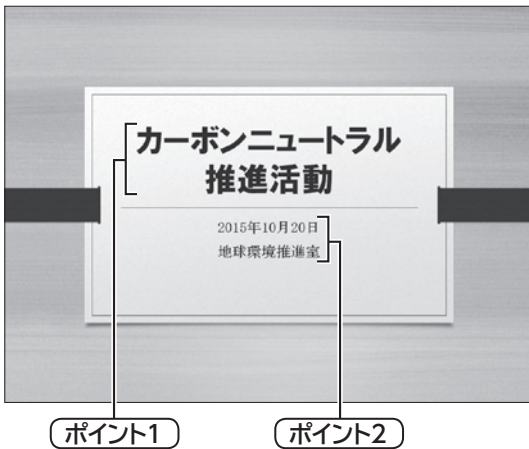 カーボンニュートラル
推進活動
2015年10月20日
地球環境推進室
ポイント1
ポイント2